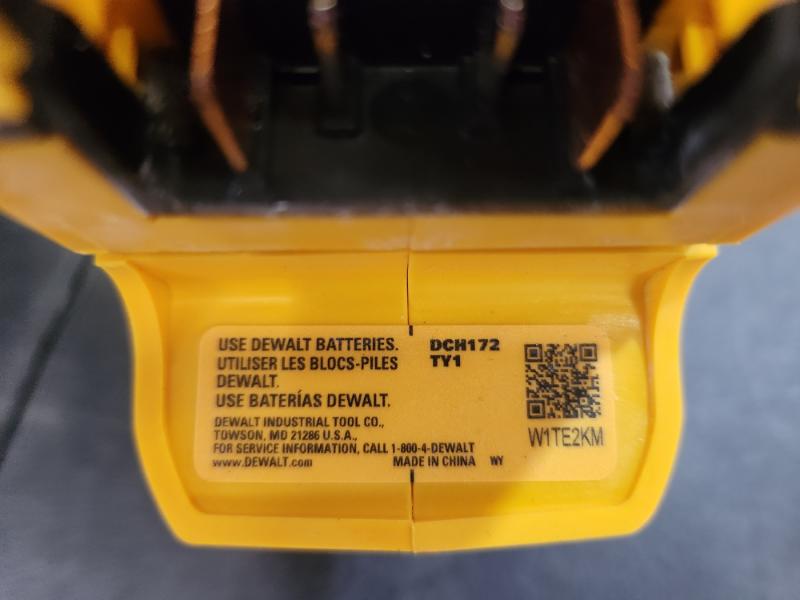 USE DEWALT BATTERIES.
UTILISER LES BLOCS-PILES
DEWALT.
USE BATERÍAS DEWALT.
DEWALT INDUSTRIAL TOOL CO.,
TOWSON, MD 21286 U.S.A.,
FOR SERVICE INFORMATION, CALL 1-800-4-DEWALT
www.DEWALT.com MADE IN CHINA WY
DCH172
TY1
W1TE2KM